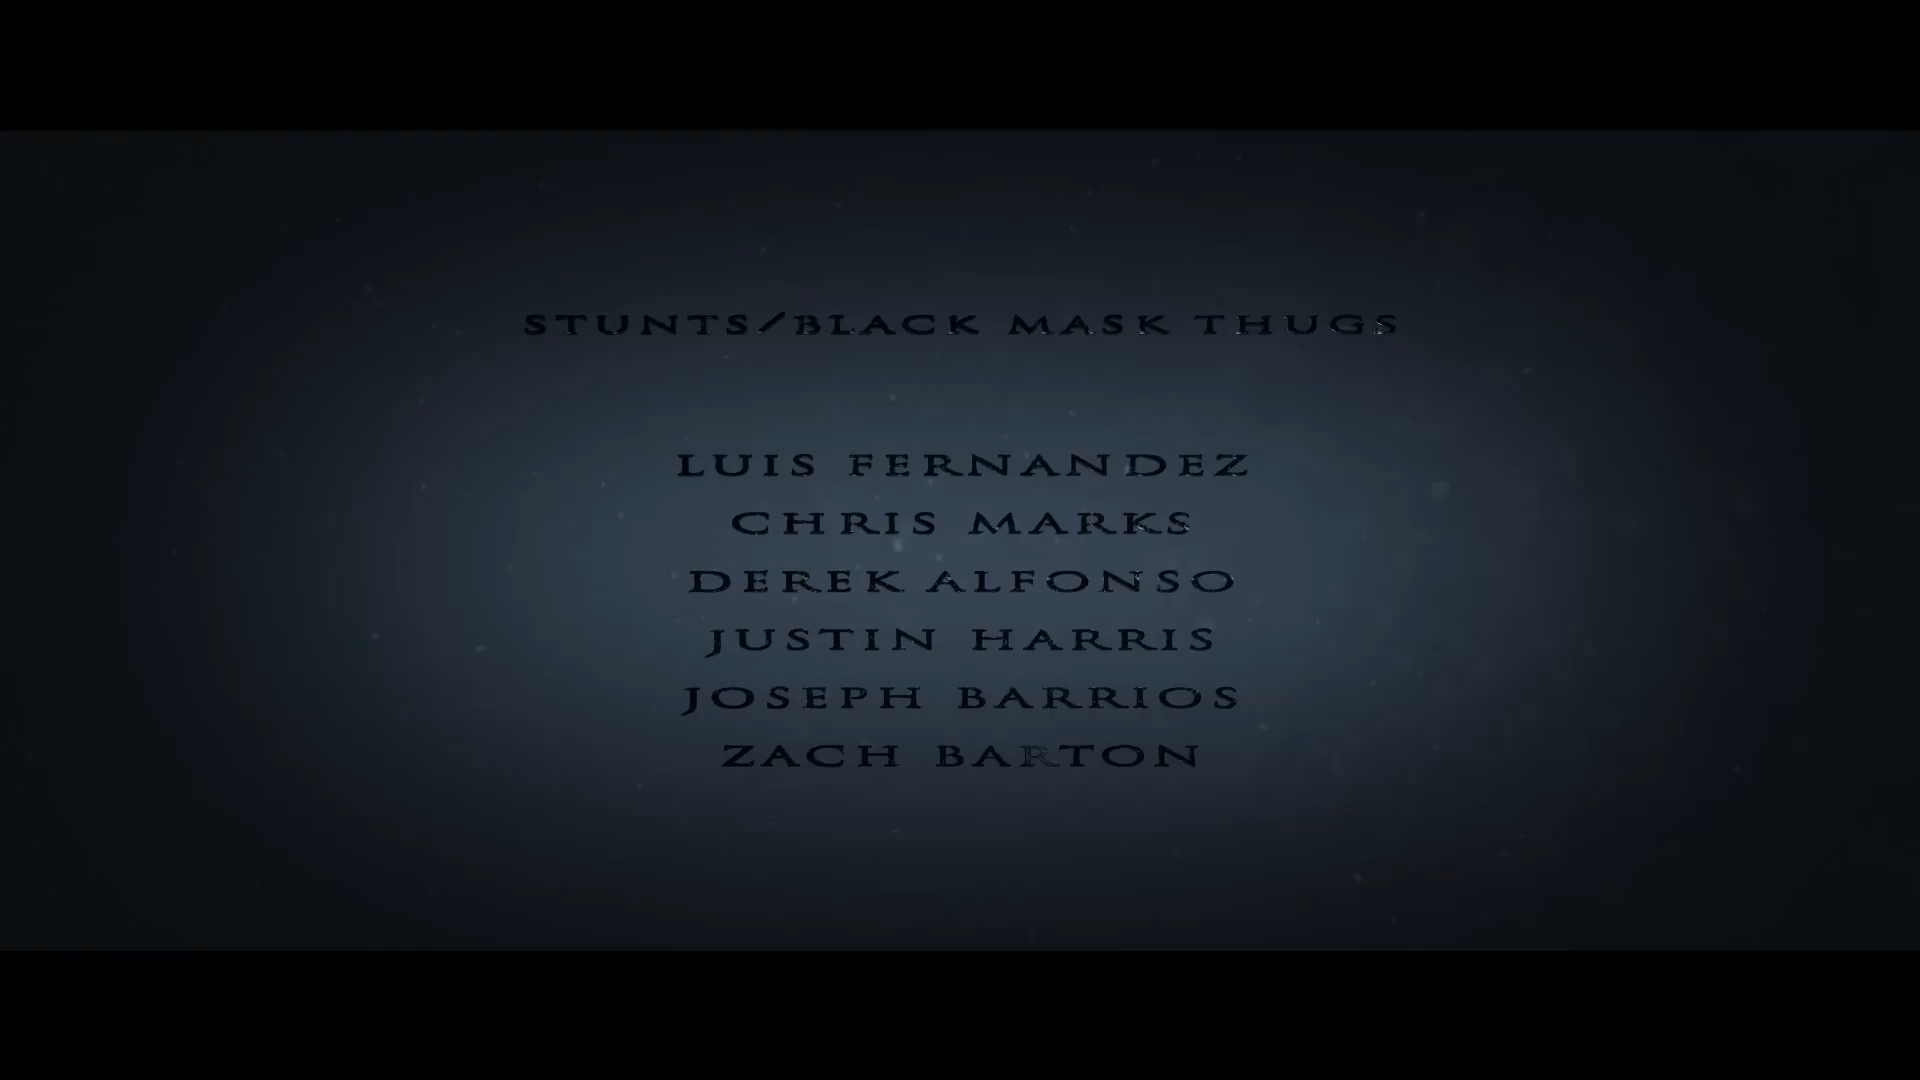 STUNTS/BLACK MASK THUGS
LUIS FERNANDEZ
CHRIS MARKS
DEREK ALFONSO
JUSTIN HARRIS
JOSEPH BARRIOS
ZACH BARTON